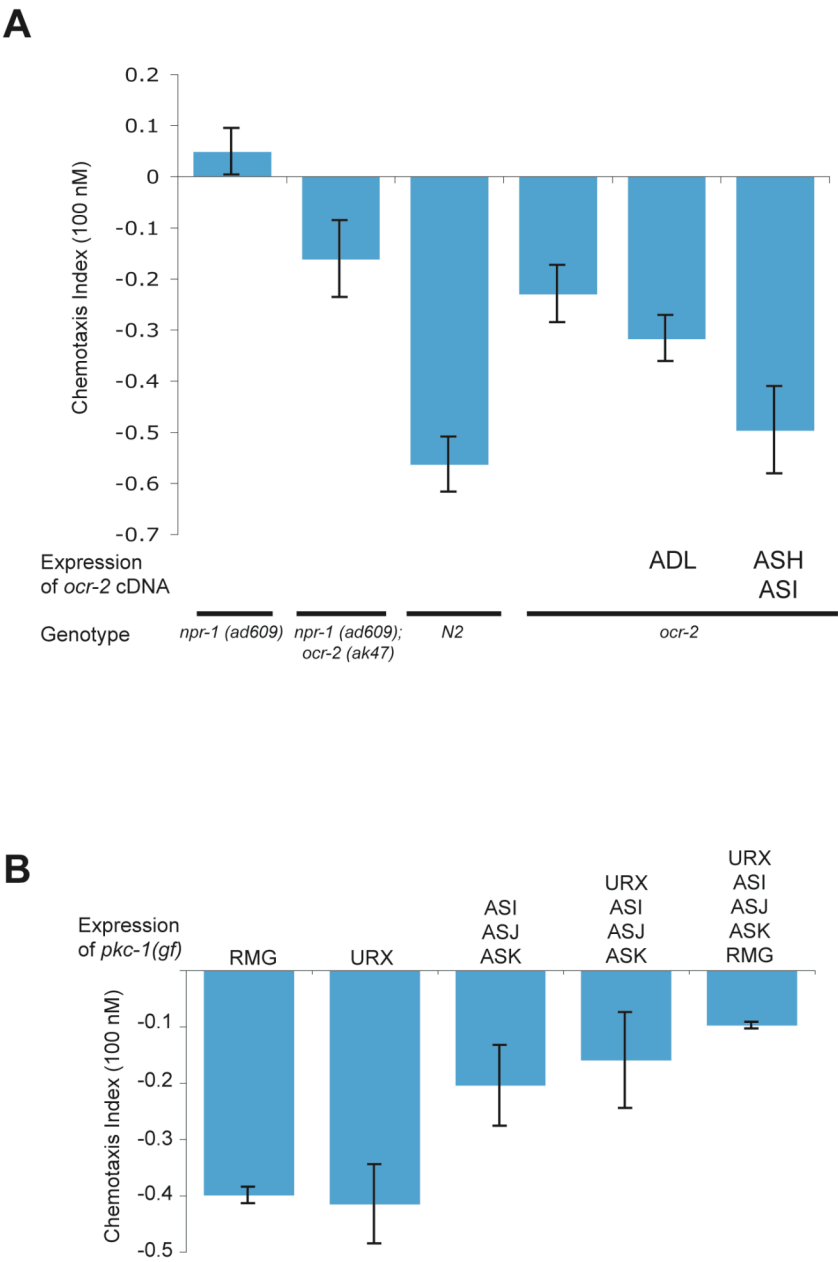 A
0.2
0.1
0
-0.1
-0.2
-0.3
-0.4
-0.5
-0.6
-0.7
Chemotaxis Index (100 nM)
Expression
of ocr-2 cDNA
ADL
ASH
ASI
Genotype
npr-1 (ad609)
npr-1 (ad609);
ocr-2 (ak47)
N2
ocr-2
B
Expression
of pkc-1(gf)
RMG
URX
ASI
ASJ
ASK
URX
ASI
ASJ
ASK
URX
ASI
ASJ
ASK
RMG
-0.1
-0.2
-0.3
-0.4
-0.5
Chemotaxis Index (100 nM)